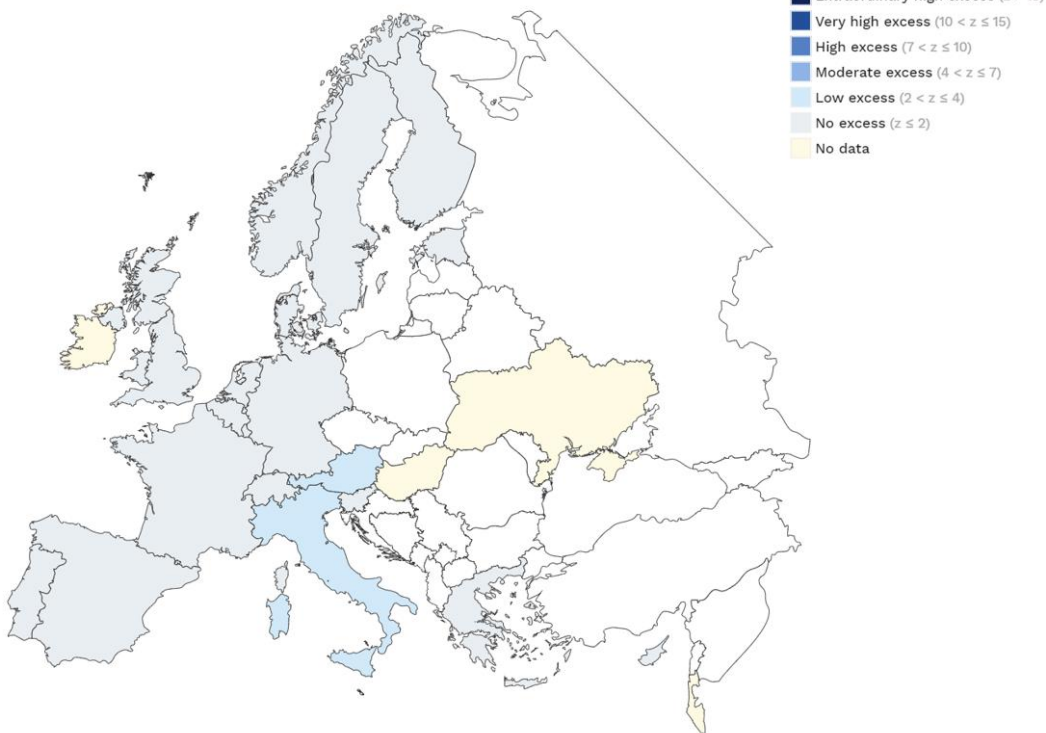 Very high excess (10 < z ≤ 15)
High excess (7 < z ≤ 10)
Moderate excess (4 < z ≤ 7)
Low excess (2 < z ≤ 4)
No excess (z ≤ 2)
No data